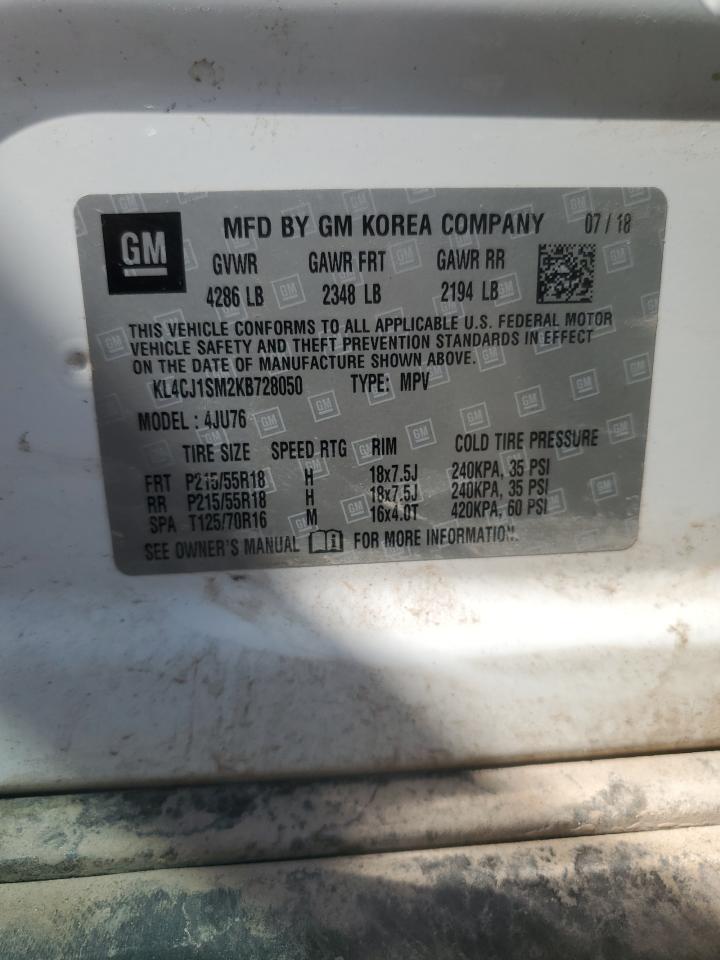 GM MFD BY GM KOREA COMPANY 07 / 18
GVWR GAWR FRT GAWR RR
4286 LB 2348 LB 2194 LB
THIS VEHICLE CONFORMS TO ALL APPLICABLE U.S. FEDERAL MOTOR
VEHICLE SAFETY AND THEFT PREVENTION STANDARDS IN EFFECT
ON THE DATE OF MANUFACTURE SHOWN ABOVE.
KL4CJ1SM2KB728050 TYPE: MPV
MODEL : 4JU76
TIRE SIZE SPEED RTG RIM COLD TIRE PRESSURE
FRT P215/55R18 H 18x7.5J 240KPA, 35 PSI
RR P215/55R18 H 18x7.5J 240KPA, 35 PSI
SPA T125/70R16 M 16x4.0T 420KPA, 60 PSI
SEE OWNER'S MANUAL FOR MORE INFORMATION.